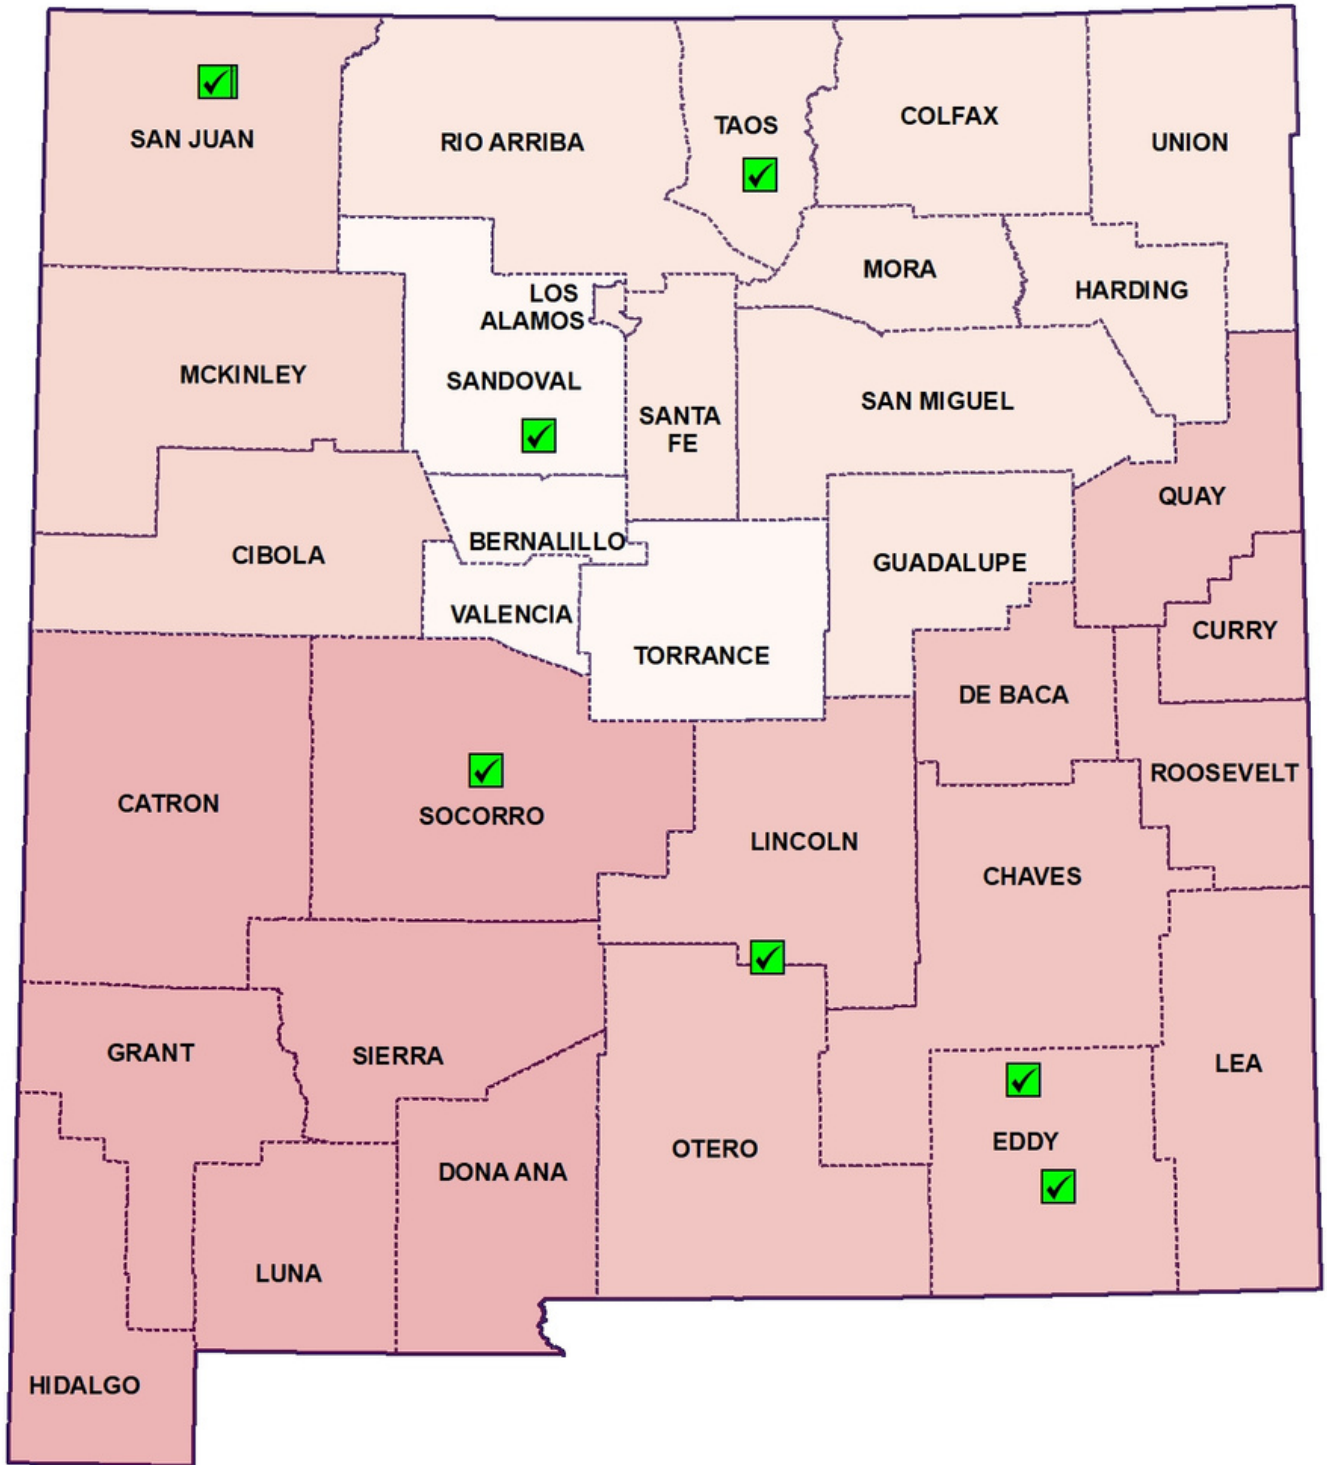 SAN JUAN
RIO ARRIBA
TAOS
COLFAX
UNION
MORA
HARDING
LOS
ALAMOS
MCKINLEY
SANDOVAL
SANTA
FE
SAN MIGUEL
QUAY
CIBOLA
BERNALILLO
GUADALUPE
VALENCIA
TORRANCE
CURRY
DE BACA
ROOSEVELT
CATRON
SOCORRO
LINCOLN
CHAVES
GRANT
SIERRA
LEA
OTERO
EDDY
DONA ANA
LUNA
HIDALGO